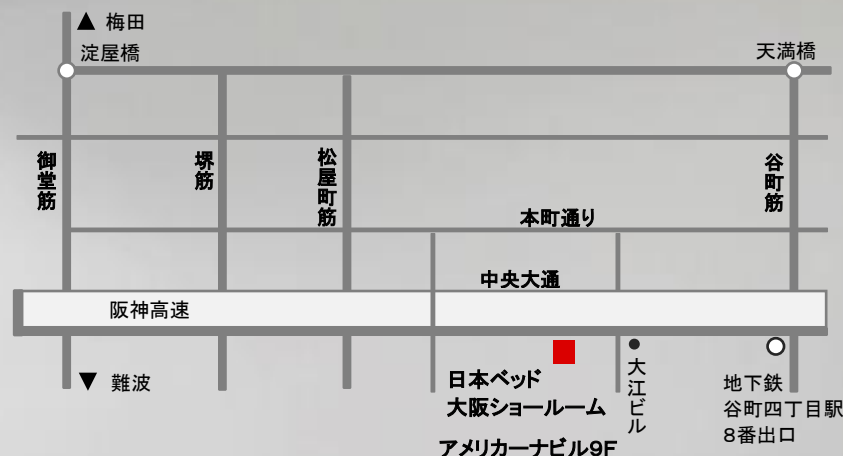 ▲ 梅田
淀屋橋
天満橋
御堂筋
堺筋
松屋町筋
谷町筋
本町通り
中央大通
阪神高速
▼ 難波
日本ベッド
大阪ショールーム
アメリカーナビル9F
大江ビル
地下鉄
谷町四丁目駅
8番出口